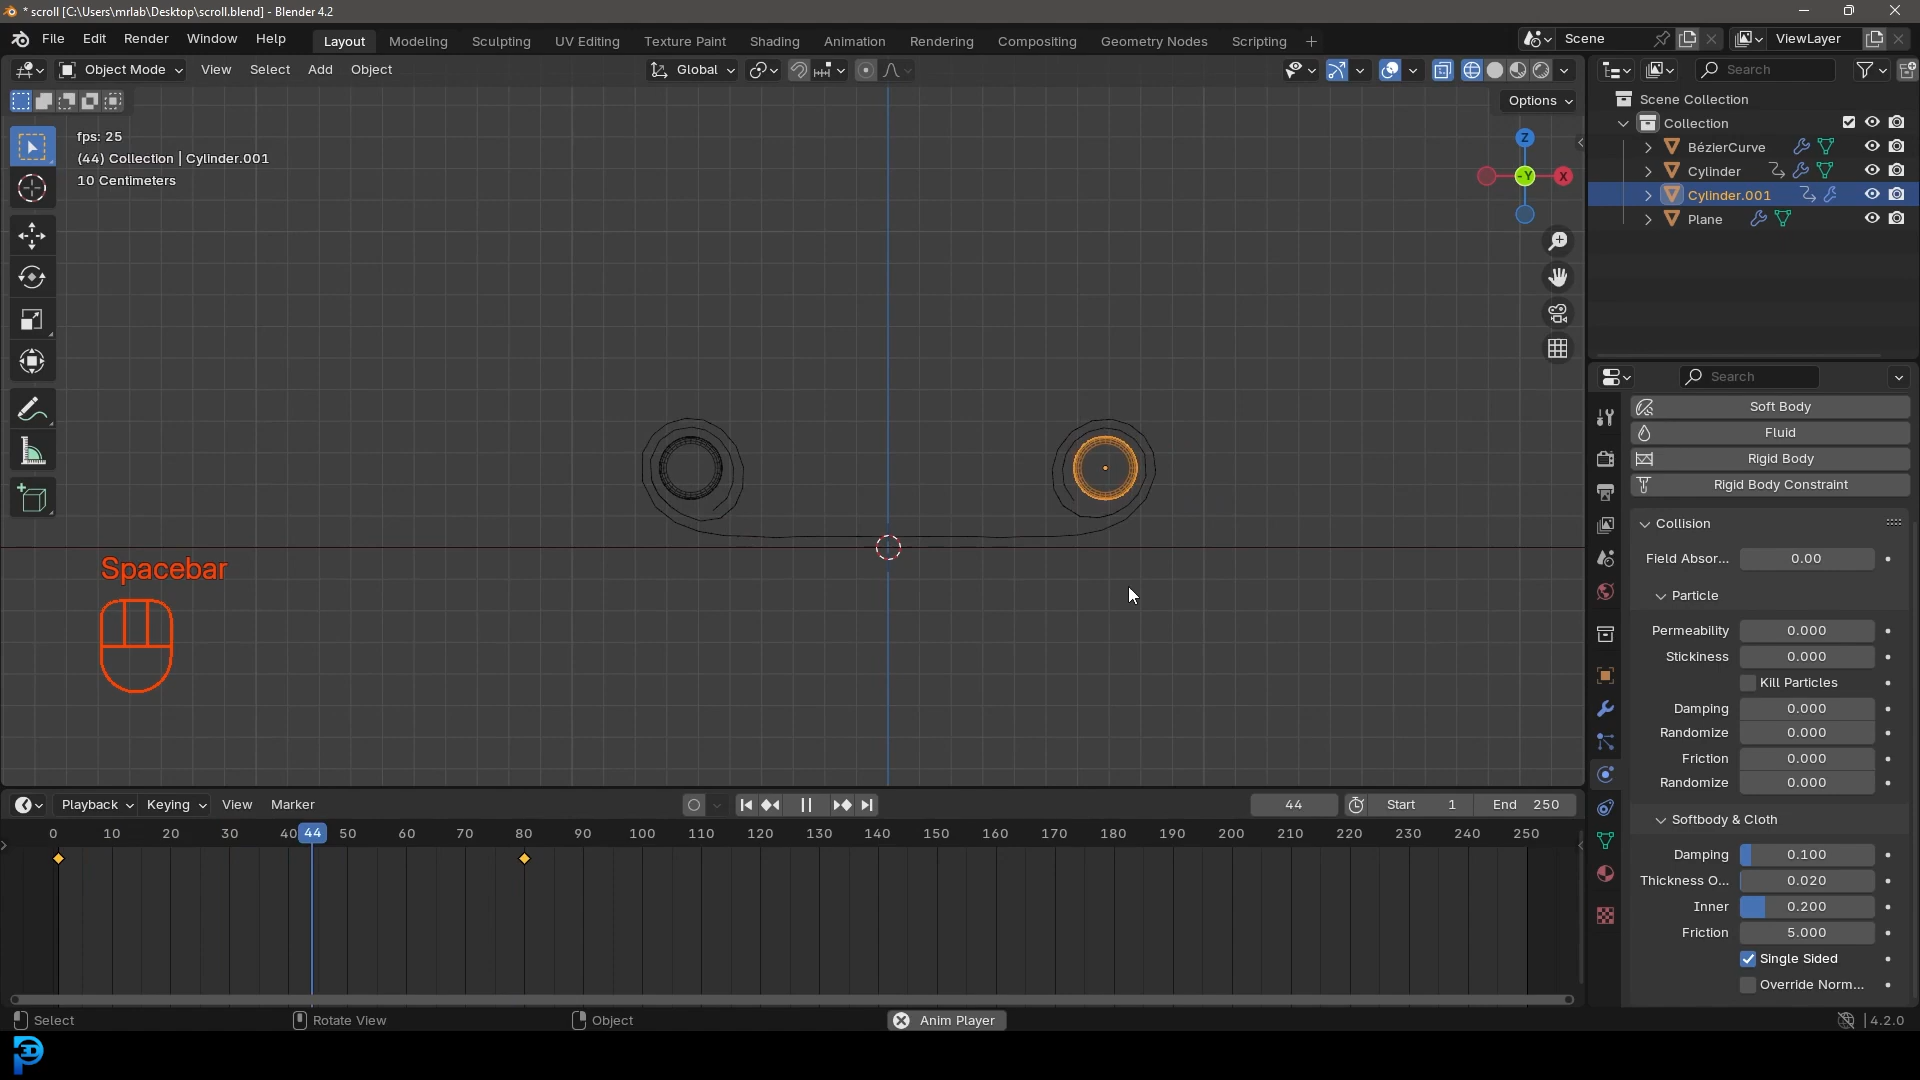 * scroll [C:\Users\mrlab\Desktop\scroll.blend] - Blender 4.2
File Edit Render Window Help Layout Modeling Sculpting UV Editing Texture Paint Shading Animation Rendering Compositing Geometry Nodes Scripting + Scene ViewLayer
Object Mode View Select Add Object Global Search
Options
Scene Collection
Collection
BézierCurve
Cylinder
Cylinder.001
Plane
fps: 25
(44) Collection | Cylinder.001
10 Centimeters
Z
-Y
X
Spacebar
Search
Soft Body
Fluid
Rigid Body
Rigid Body Constraint
Collision
Field Absor... 0.00
Particle
Permeability 0.000
Stickiness 0.000
Kill Particles
Damping 0.000
Randomize 0.000
Friction 0.000
Randomize 0.000
Softbody & Cloth
Damping 0.100
Thickness O... 0.020
Inner 0.200
Friction 5.000
Single Sided
Override Norm...
Playback Keying View Marker 44 Start 1 End 250
0 10 20 30 40 44 50 60 70 80 90 100 110 120 130 140 150 160 170 180 190 200 210 220 230 240 250
Select Rotate View Object Anim Player 4.2.0
3D